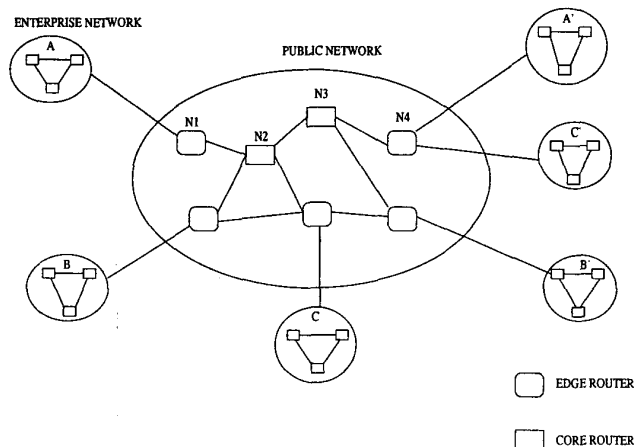 ENTERPRISE NETWORK
A
PUBLIC NETWORK
A'
N1
N2
N3
N4
C'
B
C
B'
EDGE ROUTER
CORE ROUTER